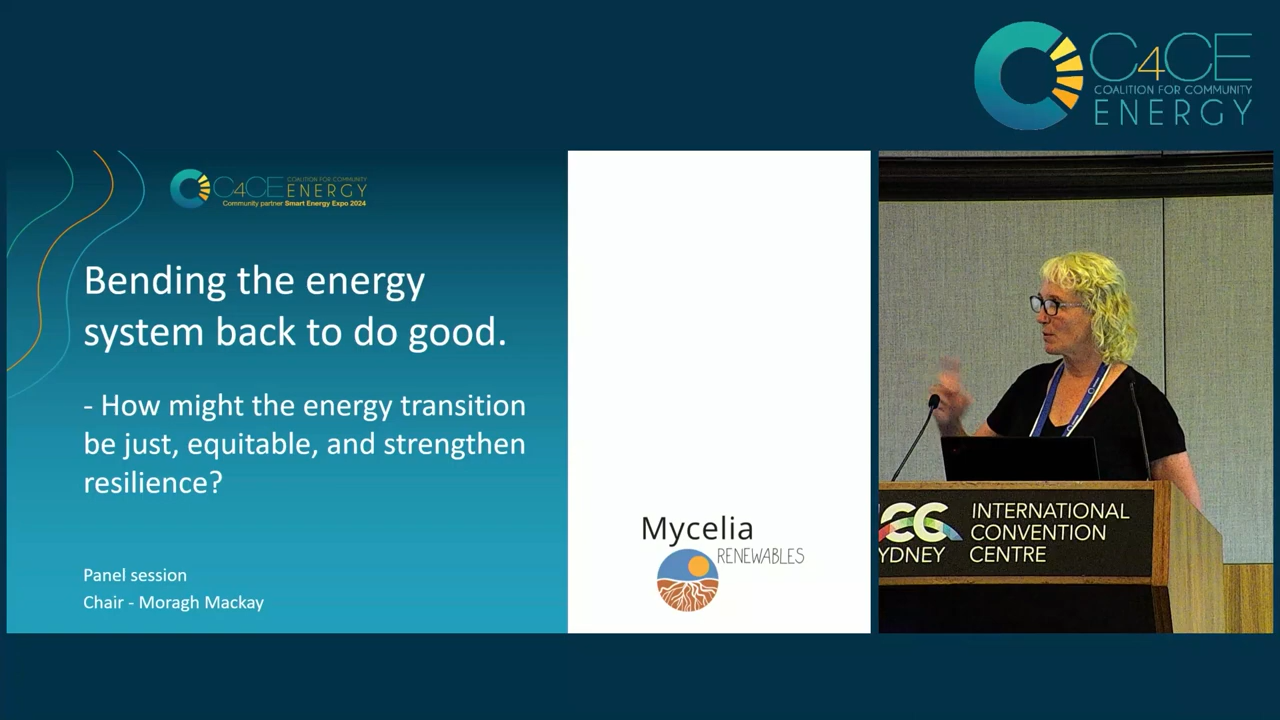 C4CE
COALITION FOR COMMUNITY
ENERGY
C4CE
COALITION FOR COMMUNITY
ENERGY
Community partner Smart Energy Expo 2024
Bending the energy
system back to do good.
- How might the energy transition
be just, equitable, and strengthen
resilience?
Panel session
Chair - Moragh Mackay
Mycelia
RENEWABLES
ICC
YDNEY
INTERNATIONAL
CONVENTION
CENTRE